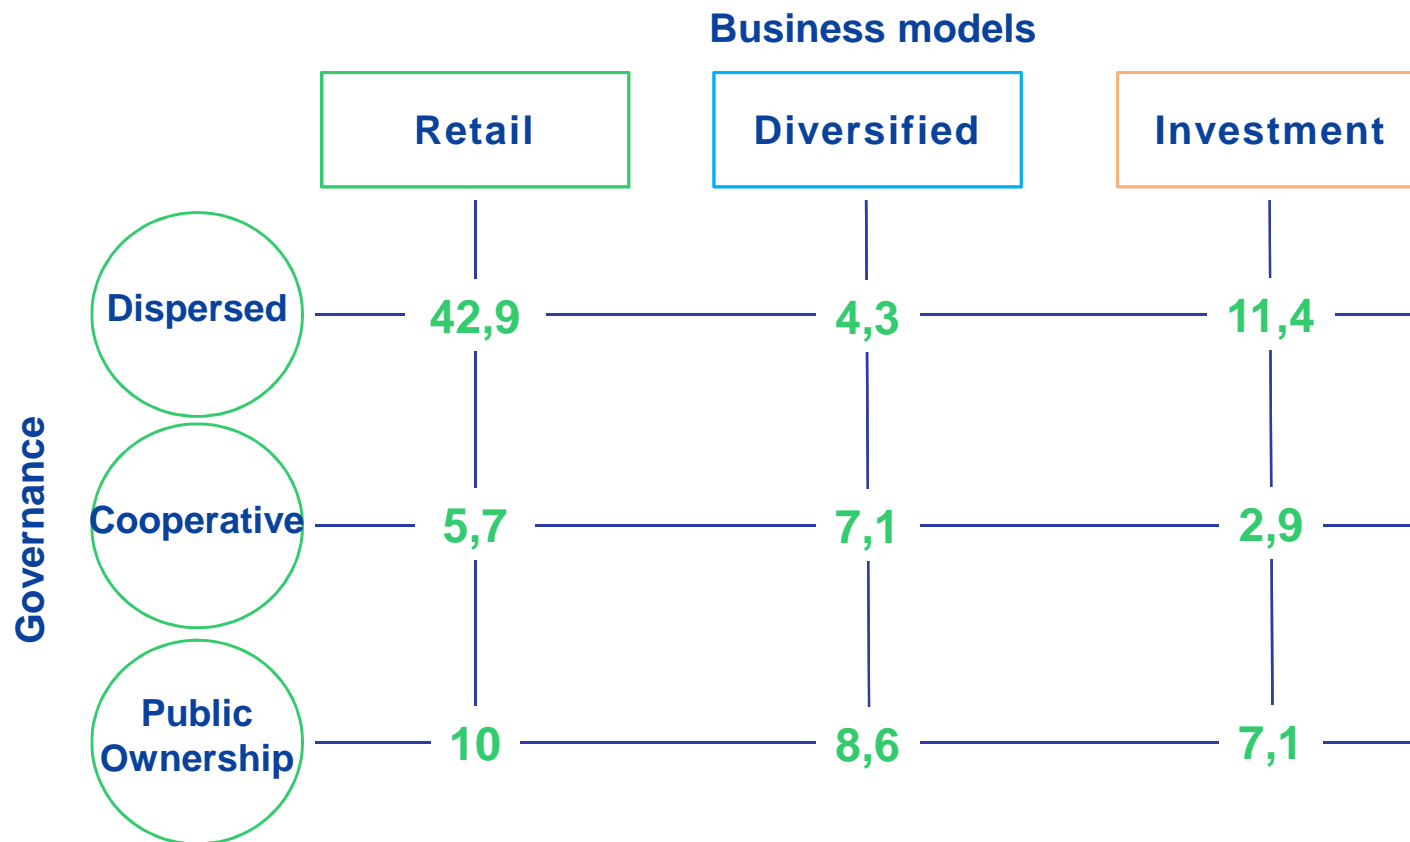 Business models
Retail Diversified Investment
Dispersed 42,9 4,3 11,4
Governance
Cooperative 5,7 7,1 2,9
Public
Ownership 10 8,6 7,1